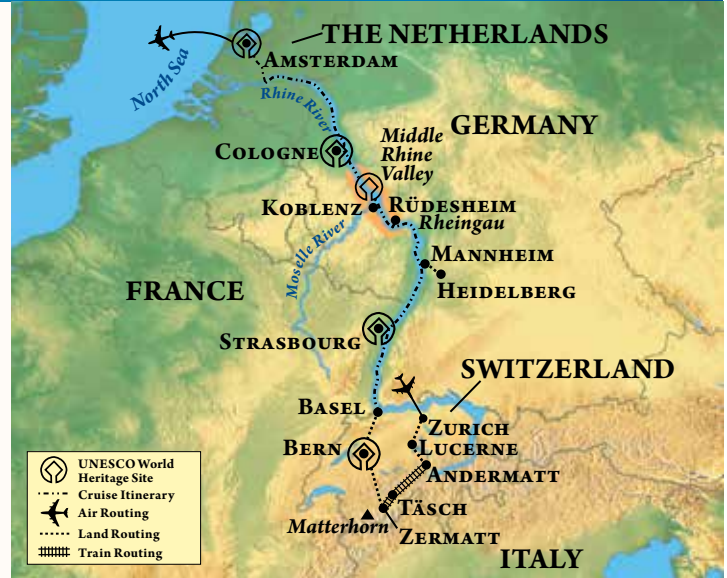 THE NETHERLANDS
AMSTERDAM
North Sea
Rhine River
GERMANY
COLOGNE
Middle
Rhine
Valley
KOBLENZ
RÜDESHEIM
Rheingau
Moselle River
MANNHEIM
HEIDELBERG
FRANCE
STRASBOURG
SWITZERLAND
BASEL
ZURICH
BERN
LUCERNE
ANDERMATT
TÄSCH
Matterhorn
ZERMATT
ITALY
UNESCO World
Heritage Site
Cruise Itinerary
Air Routing
Land Routing
Train Routing